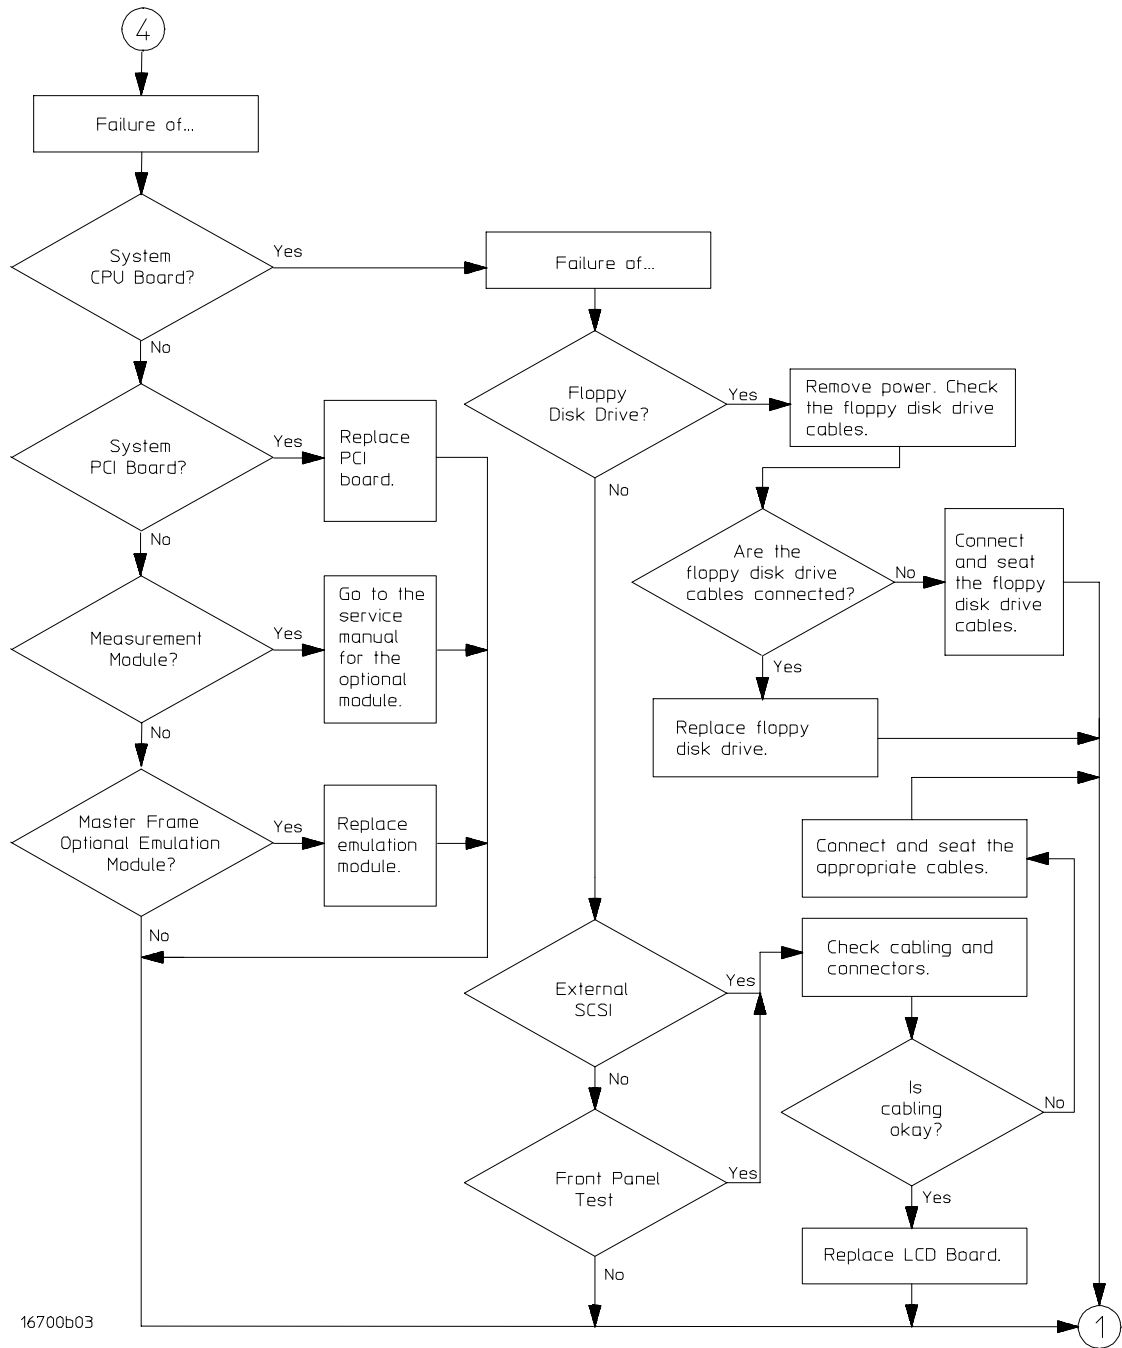 4
Failure of...
System
CPU Board?
Yes
No
System
PCI Board?
Yes
Replace
PCI
board.
No
Measurement
Module?
Yes
Go to the
service
manual
for the
optional
module.
No
Master Frame
Optional Emulation
Module?
Yes
Replace
emulation
module.
No
Failure of...
Floppy
Disk Drive?
Yes
Remove power. Check
the floppy disk drive
cables.
No
Are the
floppy disk drive
cables connected?
No
Connect
and seat
the floppy
disk drive
cables.
Yes
Replace floppy
disk drive.
Connect and seat the
appropriate cables.
External
SCSI
Yes
Check cabling and
connectors.
No
Is
cabling
okay?
No
Front Panel
Test
Yes
Yes
Replace LCD Board.
No
16700b03
1